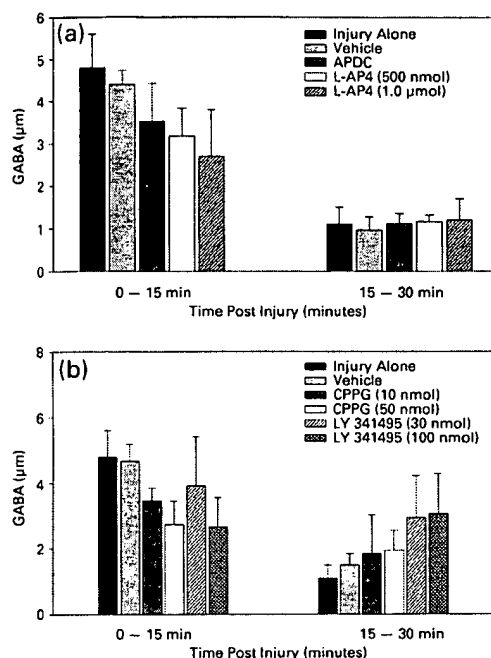 (a)
Injury Alone
Vehicle
APDC
L-AP4 (500 nmol)
L-AP4 (1.0 µmol)
GABA (µm)
6
5
4
3
2
1
0
0 – 15 min
15 – 30 min
Time Post Injury (minutes)
(b)
Injury Alone
Vehicle
CPPG (10 nmol)
CPPG (50 nmol)
LY 341495 (30 nmol)
LY 341495 (100 nmol)
GABA (µm)
8
6
4
2
0
0 – 15 min
15 – 30 min
Time Post Injury (minutes)